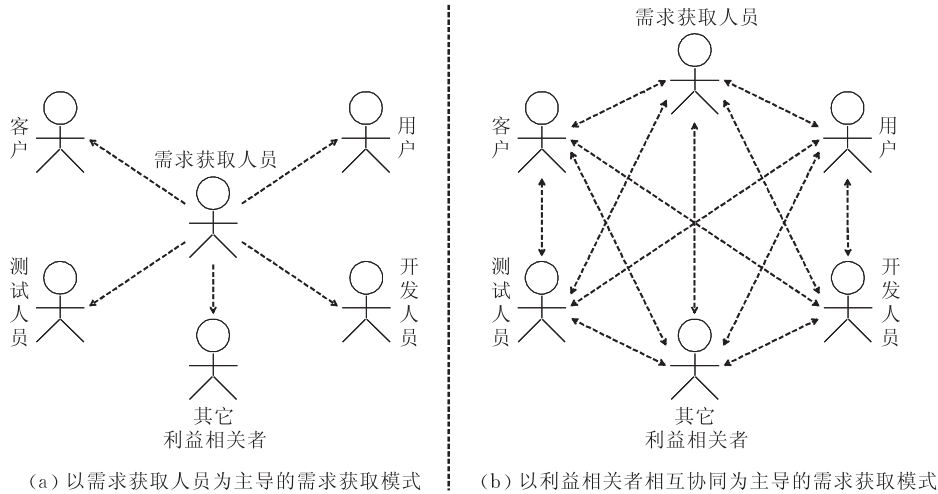 客户
用户
需求获取人员
测试人员
开发人员
其它
利益相关者
(a) 以需求获取人员为主导的需求获取模式
需求获取人员
客户
用户
测试人员
开发人员
其它
利益相关者
(b) 以利益相关者相互协同为主导的需求获取模式